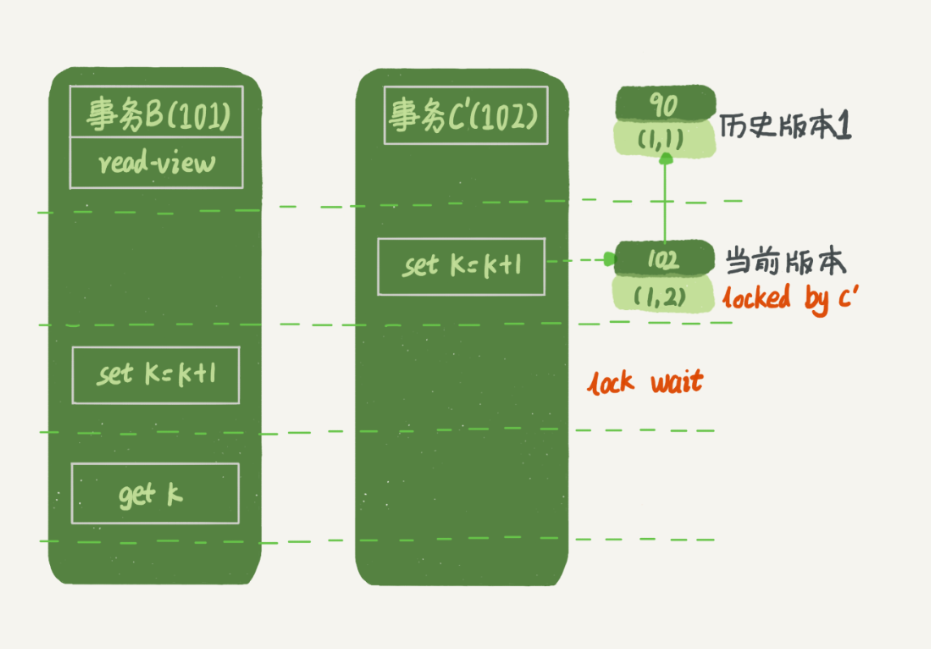 事务B(101)
read-view
set k=k+1
get k
事务C'(102)
set k=k+1
90
(1,1)
历史版本1
102
(1,2)
当前版本
locked by c'
lock wait